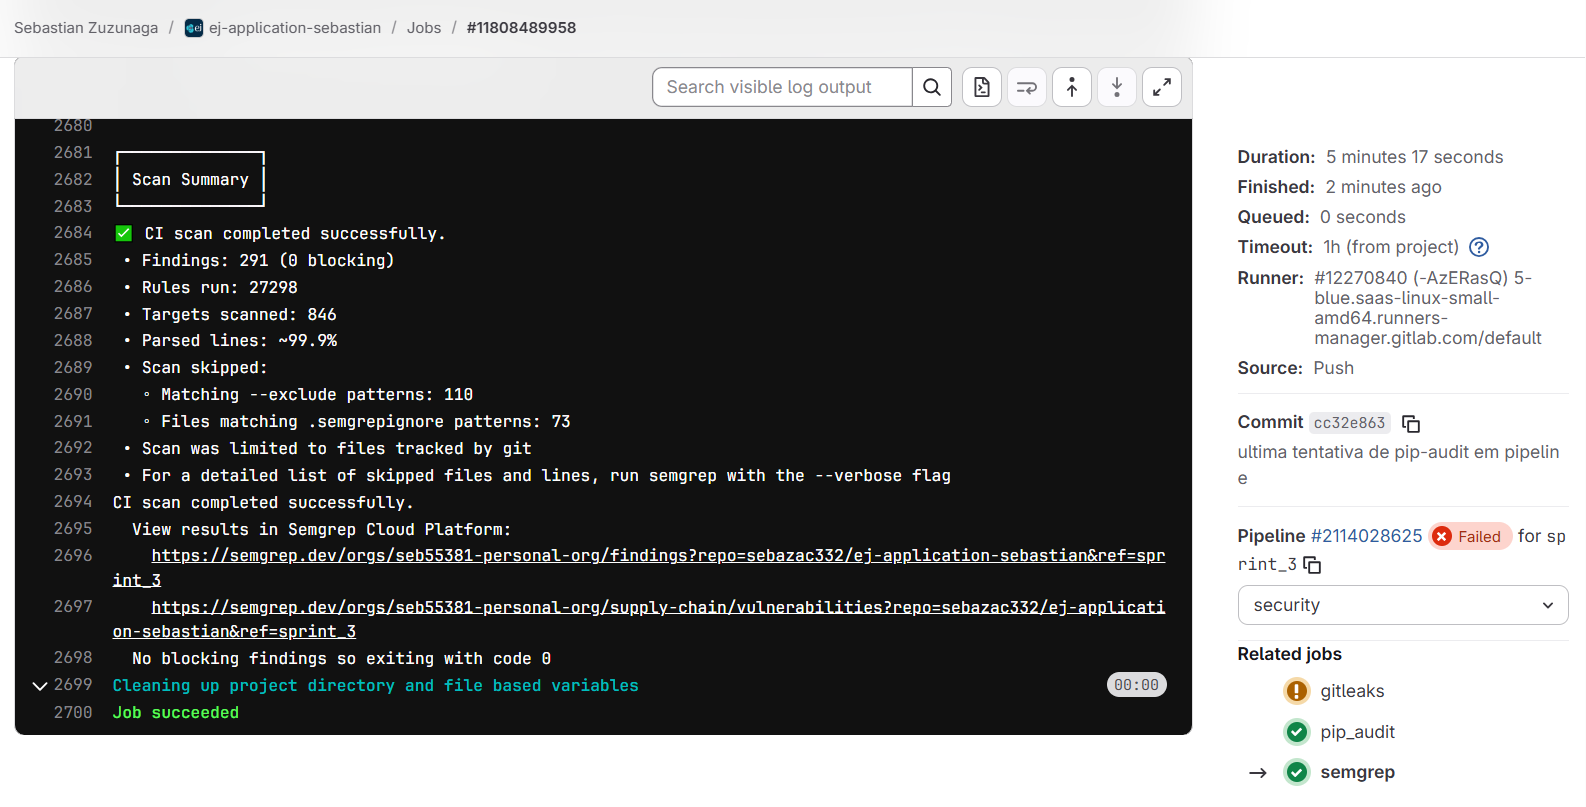 Sebastian Zuzunaga / ej-application-sebastian / Jobs / #11808489958
Search visible log output
2680
2681
2682 Scan Summary
2683
2684 ✅ CI scan completed successfully.
2685 • Findings: 291 (0 blocking)
2686 • Rules run: 27298
2687 • Targets scanned: 846
2688 • Parsed lines: ~99.9%
2689 • Scan skipped:
2690 ◦ Matching --exclude patterns: 110
2691 ◦ Files matching .semgrepignore patterns: 73
2692 • Scan was limited to files tracked by git
2693 • For a detailed list of skipped files and lines, run semgrep with the --verbose flag
2694 CI scan completed successfully.
2695 View results in Semgrep Cloud Platform:
2696 https://semgrep.dev/orgs/seb55381-personal-org/findings?repo=sebazac332/ej-application-sebastian&ref=spr
int_3
2697 https://semgrep.dev/orgs/seb55381-personal-org/supply-chain/vulnerabilities?repo=sebazac332/ej-applicati
on-sebastian&ref=sprint_3
2698 No blocking findings so exiting with code 0
2699 Cleaning up project directory and file based variables 00:00
2700 Job succeeded
Duration: 5 minutes 17 seconds
Finished: 2 minutes ago
Queued: 0 seconds
Timeout: 1h (from project)
Runner: #12270840 (-AzERasQ) 5-
blue.saas-linux-small-
amd64.runners-
manager.gitlab.com/default
Source: Push
Commit cc32e863
ultima tentativa de pip-audit em pipelin
e
Pipeline #2114028625 Failed for sp
rint_3
security
Related jobs
gitleaks
pip_audit
→ semgrep